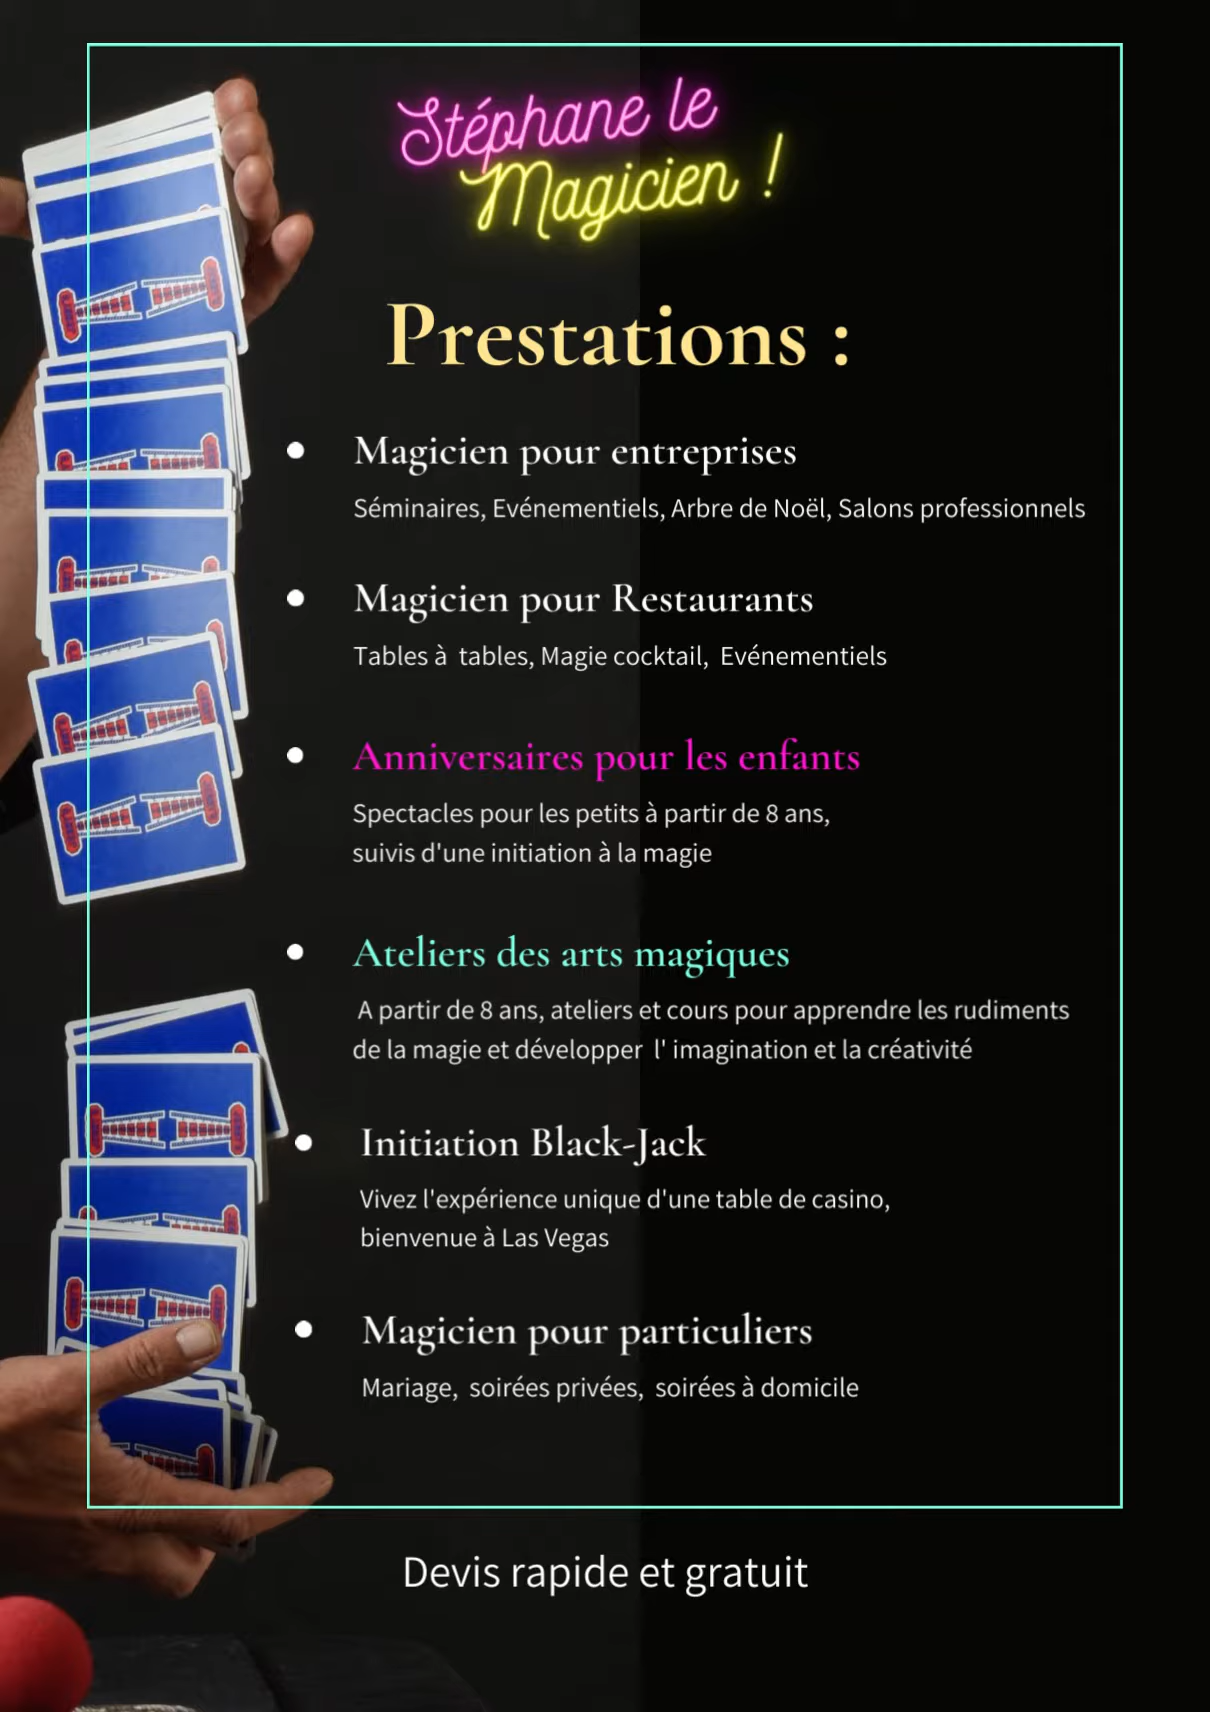 Stéphane le
Magicien !
Prestations :
Magicien pour entreprises
Séminaires, Evénementiels, Arbre de Noël, Salons professionnels
Magicien pour Restaurants
Tables à  tables, Magie cocktail,  Evénementiels
Anniversaires pour les enfants
Spectacles pour les petits à partir de 8 ans,
suivis d'une initiation à la magie
Ateliers des arts magiques
A partir de 8 ans, ateliers et cours pour apprendre les rudiments
de la magie et développer  l' imagination et la créativité
Initiation Black-Jack
Vivez l'expérience unique d'une table de casino,
bienvenue à Las Vegas
Magicien pour particuliers
Mariage,  soirées privées,  soirées à domicile
Devis rapide et gratuit